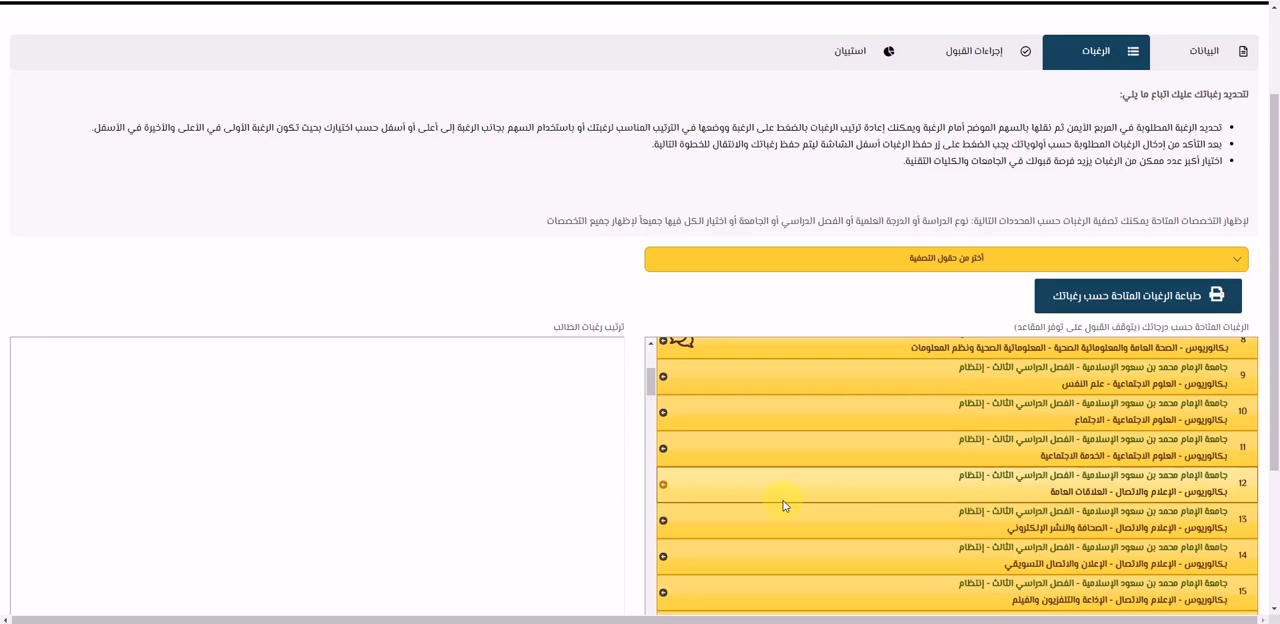 البيانات
الرغبات
إجراءات القبول
استبيان
لتحديد رغباتك عليك اتباع ما يلي:
تحديد الرغبة المطلوبة في المربع الأيمن ثم نقلها بالسهم الموضح أمام الرغبة ويمكنك إعادة ترتيب الرغبات بالضغط على الرغبة ووضعها في الترتيب المناسب لرغبتك أو باستخدام السهم بجانب الرغبة إلى أعلى أو أسفل حسب اختيارك بحيث تكون الرغبة الأولى في الأعلى والأخيرة في الأسفل.
بعد التأكد من إدخال الرغبات المطلوبة حسب أولوياتك يجب الضغط على زر حفظ الرغبات أسفل الشاشة ليتم حفظ رغباتك والانتقال للخطوة التالية.
اختيار أكبر عدد ممكن من الرغبات يزيد فرصة قبولك في الجامعات والكليات التقنية.
لإظهار التخصصات المتاحة يمكنك تصفية الرغبات حسب المحددات التالية: نوع الدراسة أو الدرجة العلمية أو الفصل الدراسي أو الجامعة أو اختيار الكل فيها جميعاً لإظهار جميع التخصصات
أختر من حقول التصفية
طباعة الرغبات المتاحة حسب رغباتك
الرغبات المتاحة حسب درجاتك (يتوقف القبول على توفر المقاعد)
ترتيب رغبات الطالب
8
بكالوريوس - الصحة العامة والمعلوماتية الصحية - المعلوماتية الصحية ونظم المعلومات
9 جامعة الإمام محمد بن سعود الإسلامية - الفصل الدراسي الثالث - إنتظام
بكالوريوس - العلوم الاجتماعية - علم النفس
10 جامعة الإمام محمد بن سعود الإسلامية - الفصل الدراسي الثالث - إنتظام
بكالوريوس - العلوم الاجتماعية - الاجتماع
11 جامعة الإمام محمد بن سعود الإسلامية - الفصل الدراسي الثالث - إنتظام
بكالوريوس - العلوم الاجتماعية - الخدمة الاجتماعية
12 جامعة الإمام محمد بن سعود الإسلامية - الفصل الدراسي الثالث - إنتظام
بكالوريوس - الإعلام والاتصال - العلاقات العامة
13 جامعة الإمام محمد بن سعود الإسلامية - الفصل الدراسي الثالث - إنتظام
بكالوريوس - الإعلام والاتصال - الصحافة والنشر الإلكتروني
14 جامعة الإمام محمد بن سعود الإسلامية - الفصل الدراسي الثالث - إنتظام
بكالوريوس - الإعلام والاتصال - الإعلان والاتصال التسويقي
15 جامعة الإمام محمد بن سعود الإسلامية - الفصل الدراسي الثالث - إنتظام
بكالوريوس - الإعلام والاتصال - الإذاعة والتلفزيون والفيلم